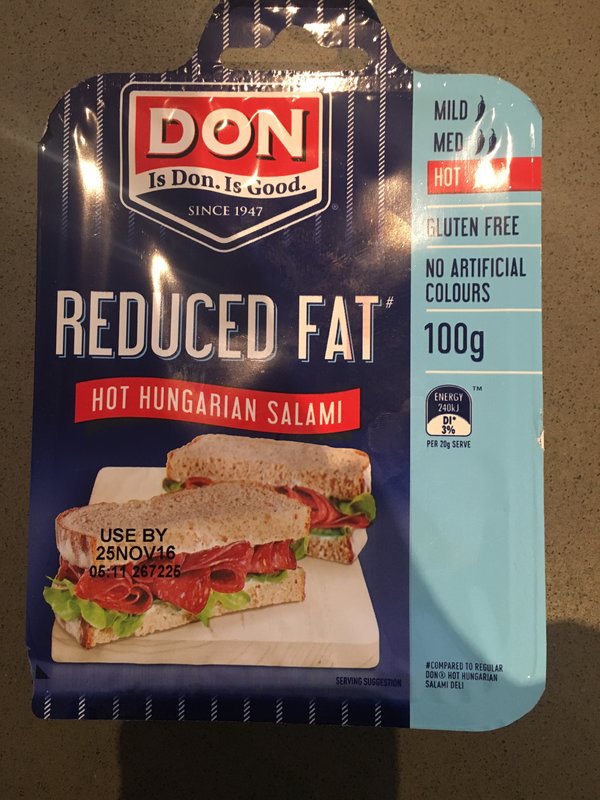 DON
Is Don. Is Good.
SINCE 1947
®
MILD
MED
HOT
GLUTEN FREE
NO ARTIFICIAL
COLOURS
100g
REDUCED FAT#
HOT HUNGARIAN SALAMI
ENERGY
240kJ
DI*
3%
TM
PER 20g SERVE
USE BY
25NOV16
05:11 267225
SERVING SUGGESTION
#COMPARED TO REGULAR
DON® HOT HUNGARIAN
SALAMI DELI